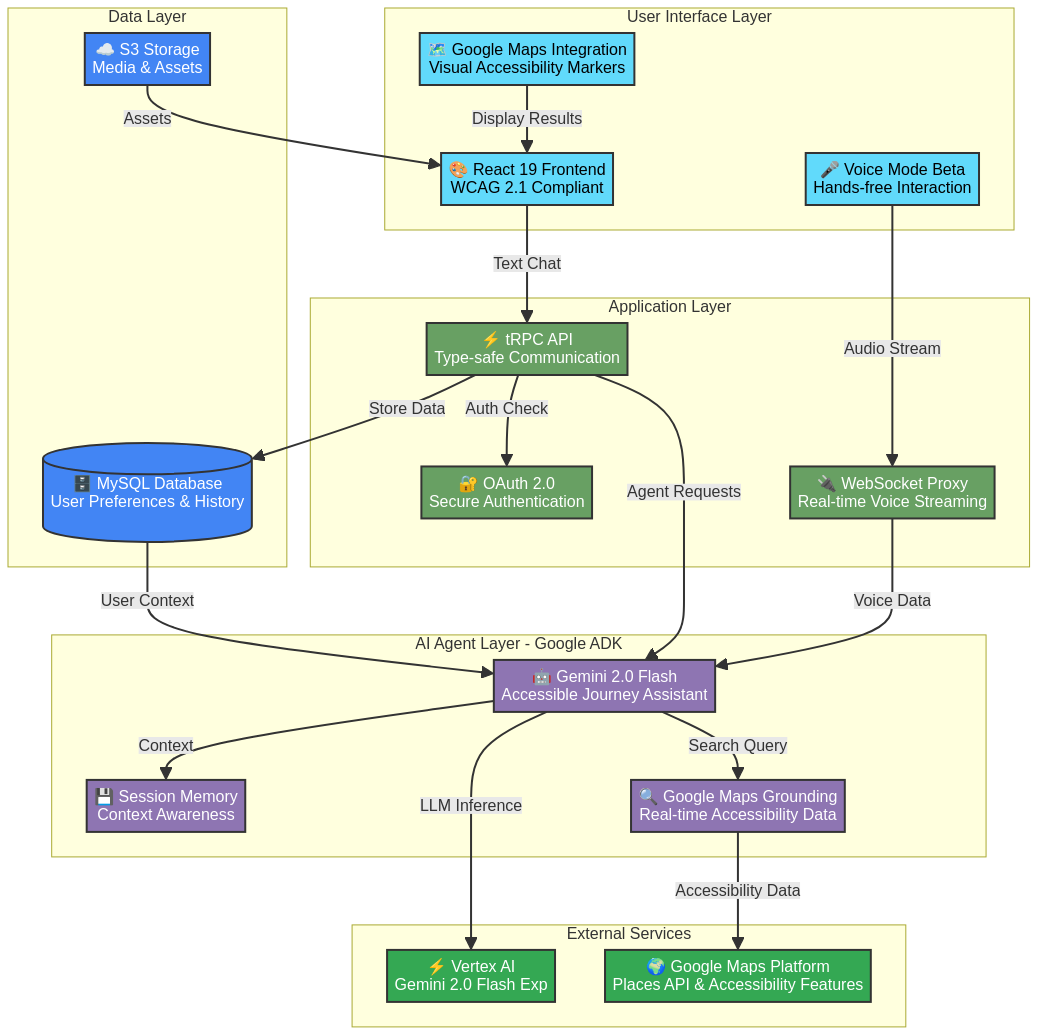 Data Layer
User Interface Layer
☁️ S3 Storage
Media & Assets
🗺️ Google Maps Integration
Visual Accessibility Markers
Assets
Display Results
🎨 React 19 Frontend
WCAG 2.1 Compliant
🎤 Voice Mode Beta
Hands-free Interaction
Text Chat
Application Layer
⚡ tRPC API
Type-safe Communication
Audio Stream
Store Data
Auth Check
🗄️ MySQL Database
User Preferences & History
🔐 OAuth 2.0
Secure Authentication
Agent Requests
🔌 WebSocket Proxy
Real-time Voice Streaming
User Context
Voice Data
AI Agent Layer - Google ADK
🤖 Gemini 2.0 Flash
Accessible Journey Assistant
Context
Search Query
💾 Session Memory
Context Awareness
LLM Inference
🔍 Google Maps Grounding
Real-time Accessibility Data
Accessibility Data
External Services
⚡ Vertex AI
Gemini 2.0 Flash Exp
🌍 Google Maps Platform
Places API & Accessibility Features